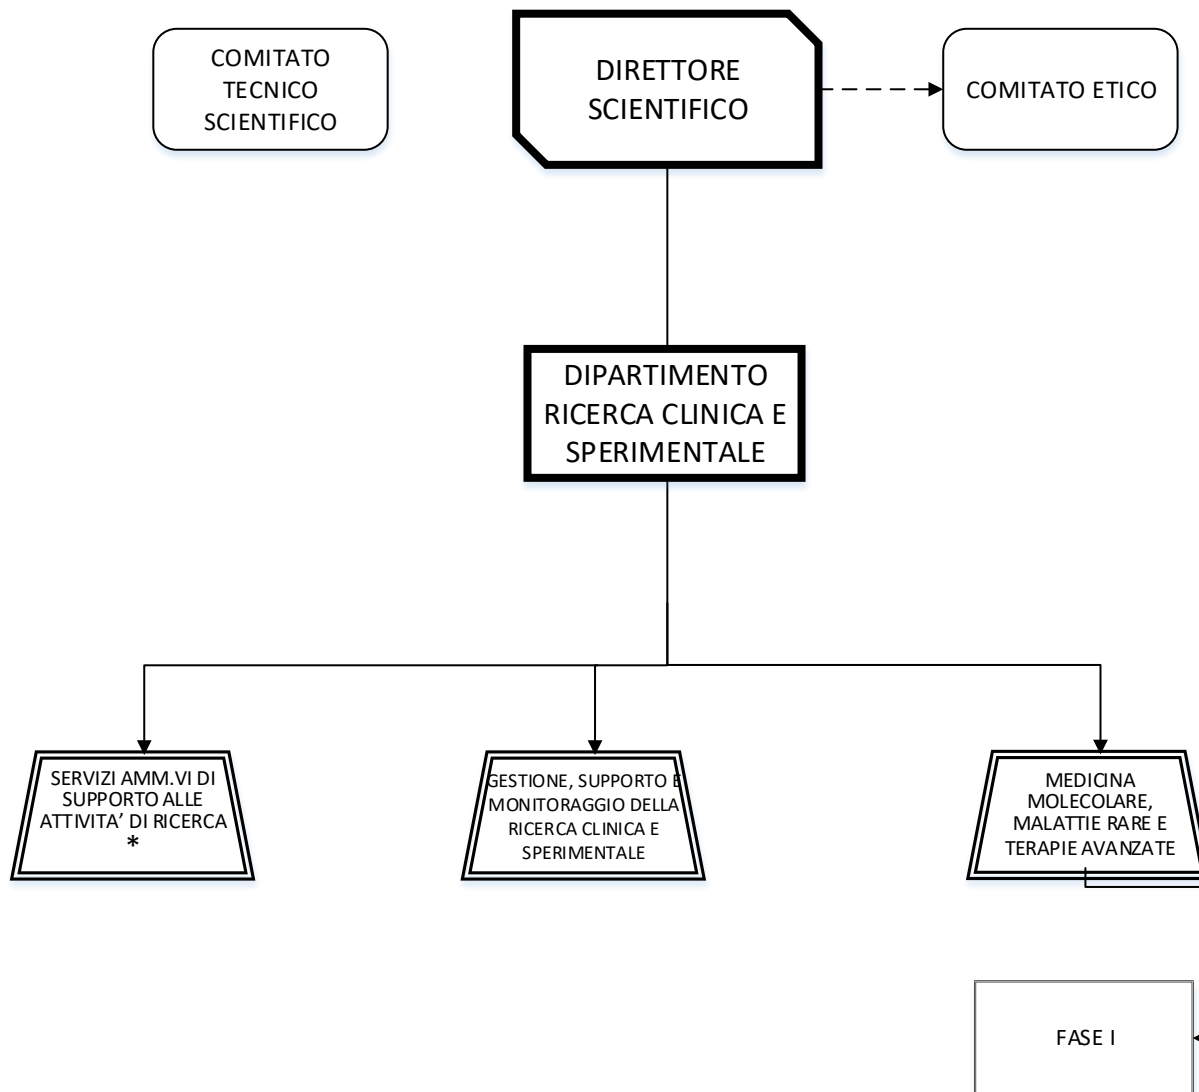 COMITATO
TECNICO
SCIENTIFICO
DIRETTORE
SCIENTIFICO
COMITATO ETICO
DIPARTIMENTO
RICERCA CLINICA E
SPERIMENTALE
SERVIZI AMM.VI DI
SUPPORTO ALLE
ATTIVITA’ DI RICERCA
*
GESTIONE, SUPPORTO E
MONITORAGGIO DELLA
RICERCA CLINICA E
SPERIMENTALE
MEDICINA
MOLECOLARE,
MALATTIE RARE E
TERAPIE AVANZATE
FASE I